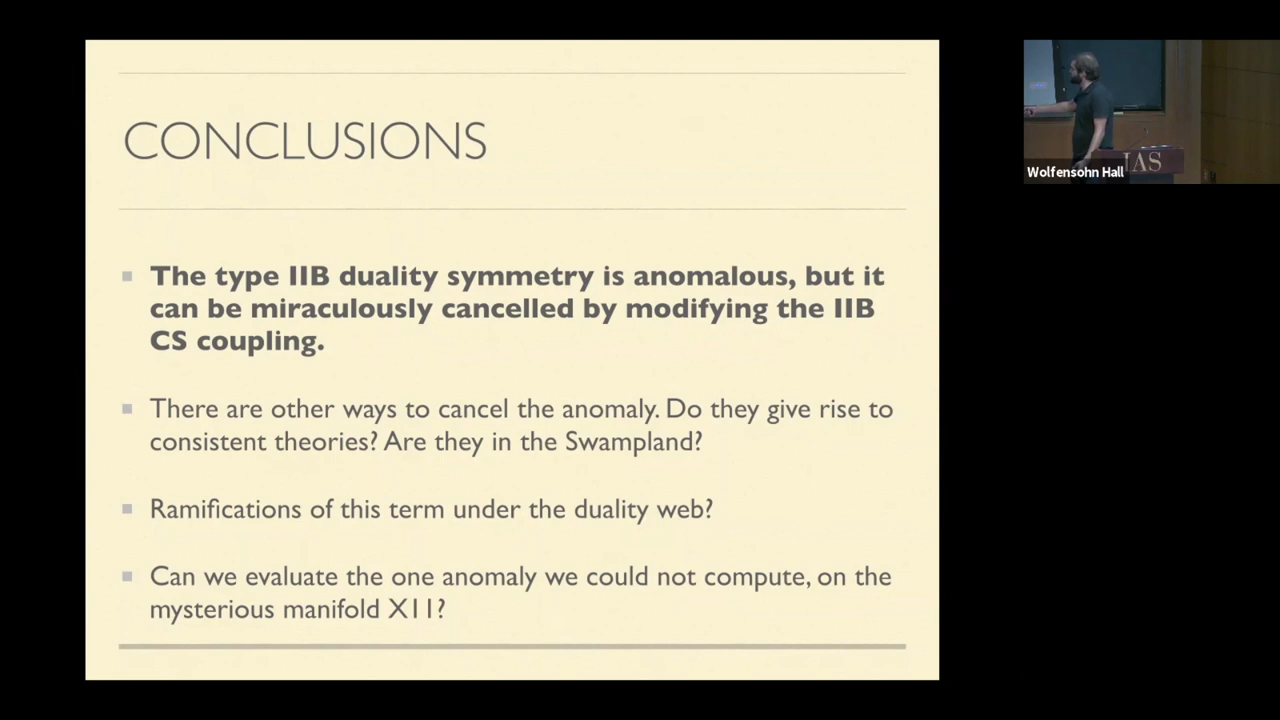 CONCLUSIONS
The type IIB duality symmetry is anomalous, but it
can be miraculously cancelled by modifying the IIB
CS coupling.
There are other ways to cancel the anomaly. Do they give rise to
consistent theories? Are they in the Swampland?
Ramifications of this term under the duality web?
Can we evaluate the one anomaly we could not compute, on the
mysterious manifold X11?
IAS
Wolfensohn Hall